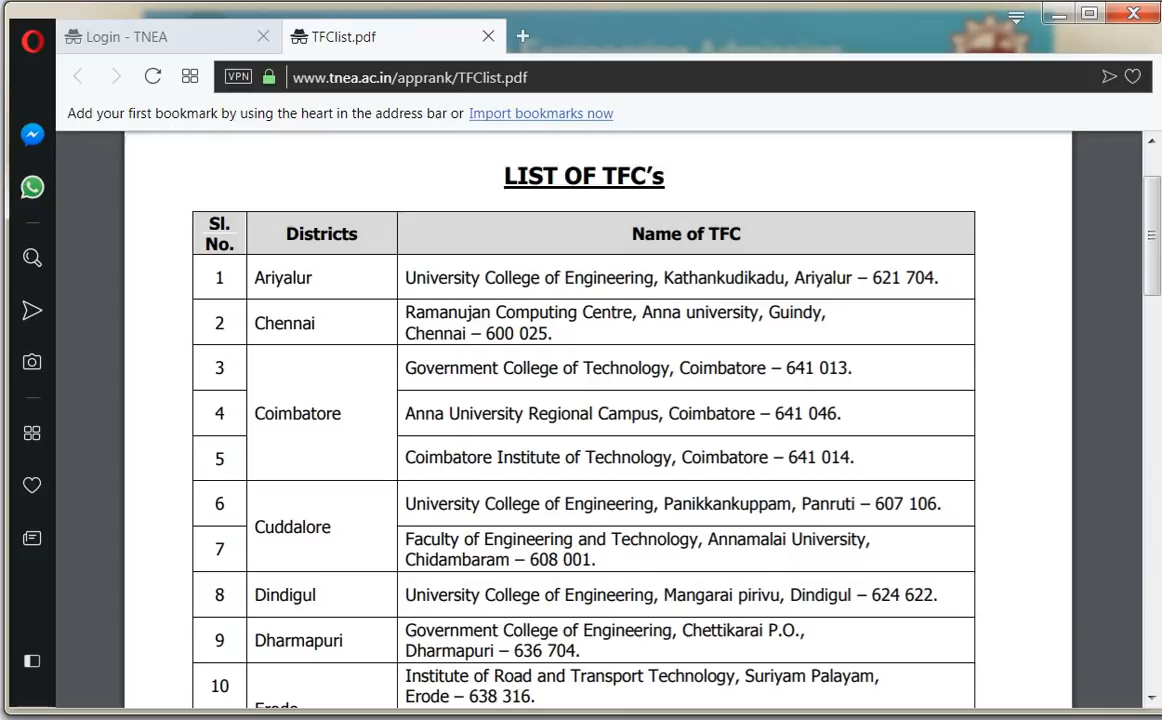 Login - TNEA
TFClist.pdf
VPN
www.tnea.ac.in/apprank/TFClist.pdf
Add your first bookmark by using the heart in the address bar or Import bookmarks now
LIST OF TFC's
Sl. No.
Districts
Name of TFC
1
Ariyalur
University College of Engineering, Kathankudikadu, Ariyalur – 621 704.
2
Chennai
Ramanujan Computing Centre, Anna university, Guindy,
Chennai – 600 025.
3
Coimbatore
Government College of Technology, Coimbatore – 641 013.
4
Anna University Regional Campus, Coimbatore – 641 046.
5
Coimbatore Institute of Technology, Coimbatore – 641 014.
6
Cuddalore
University College of Engineering, Panikkankuppam, Panruti – 607 106.
7
Faculty of Engineering and Technology, Annamalai University,
Chidambaram – 608 001.
8
Dindigul
University College of Engineering, Mangarai pirivu, Dindigul – 624 622.
9
Dharmapuri
Government College of Engineering, Chettikarai P.O.,
Dharmapuri – 636 704.
10
Erode
Institute of Road and Transport Technology, Suriyam Palayam,
Erode – 638 316.